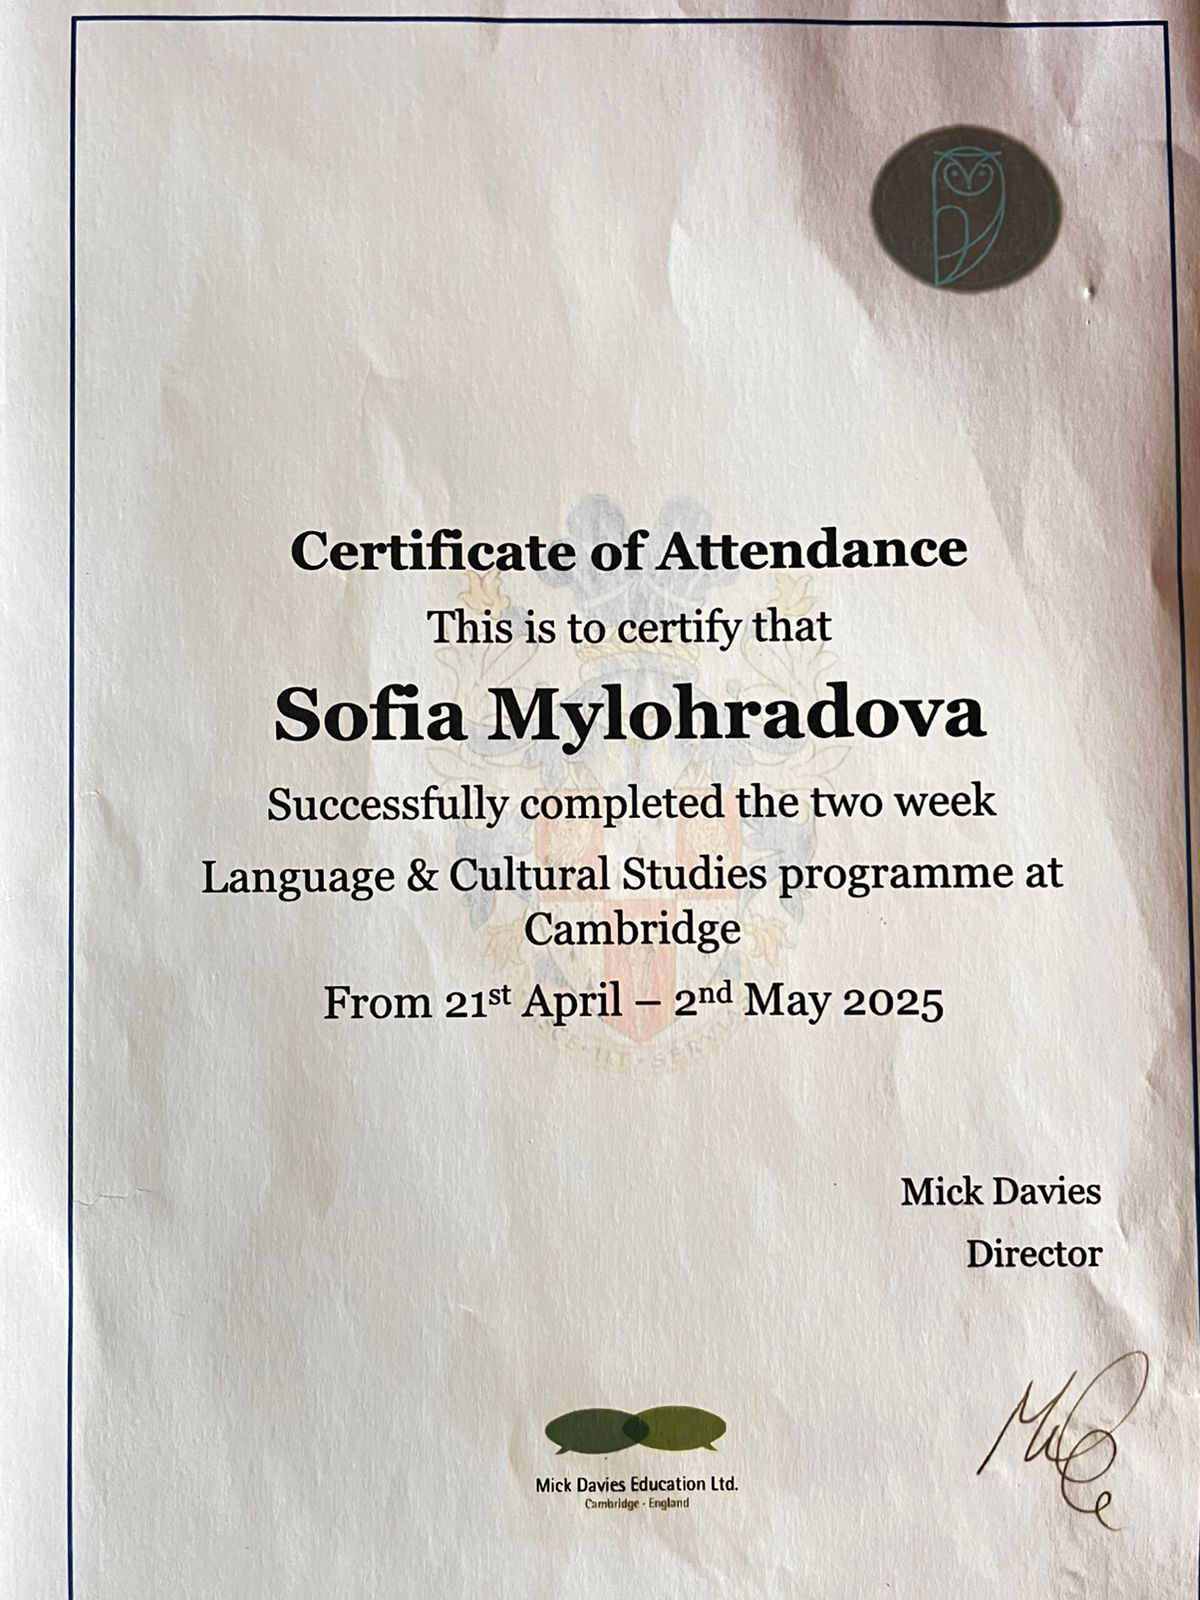 Certificate of Attendance
This is to certify that
Sofia Mylohradova
Successfully completed the two week
Language & Cultural Studies programme at
Cambridge
From 21st April – 2nd May 2025
Mick Davies
Director
Mick Davies Education Ltd.
Cambridge · England